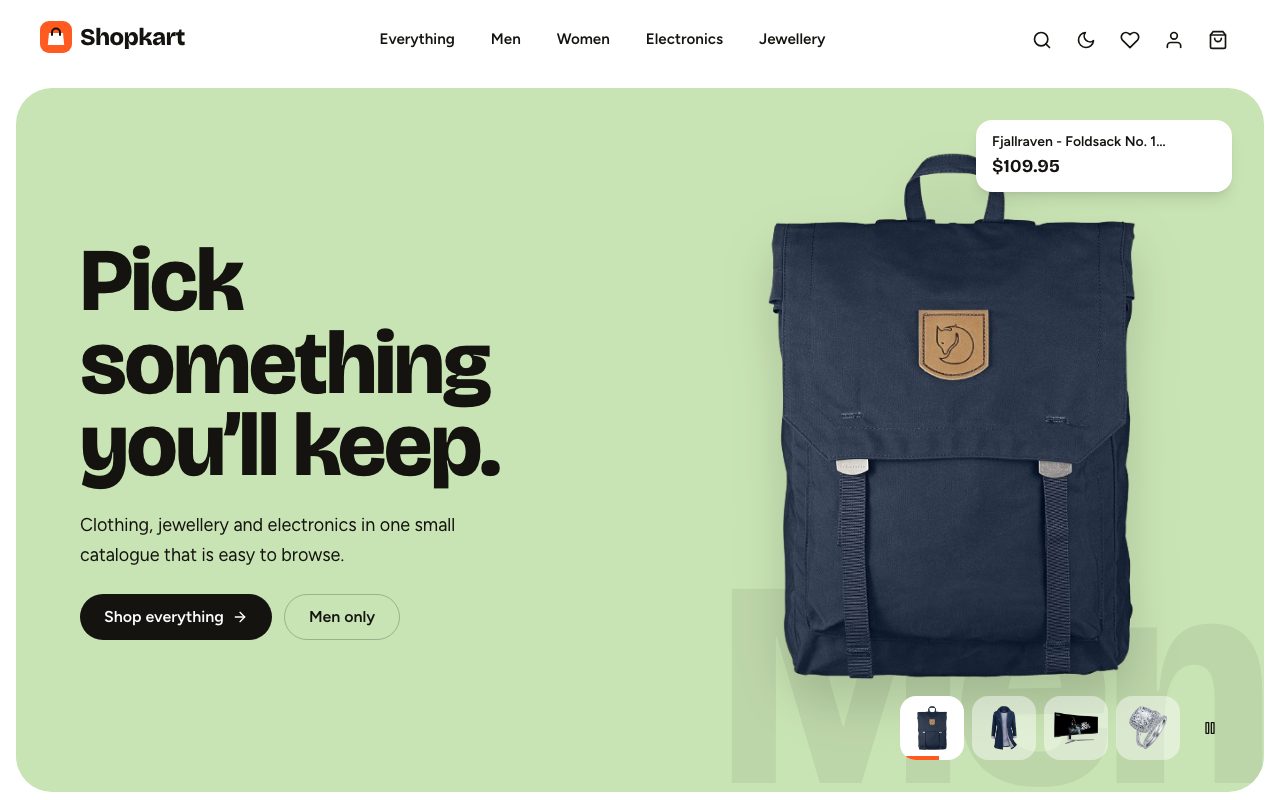 Shopkart
Everything
Men
Women
Electronics
Jewellery
Fjallraven - Foldsack No. 1...
$109.95
Pick
something
you’ll keep.
Clothing, jewellery and electronics in one small
catalogue that is easy to browse.
Shop everything →
Men only
Men